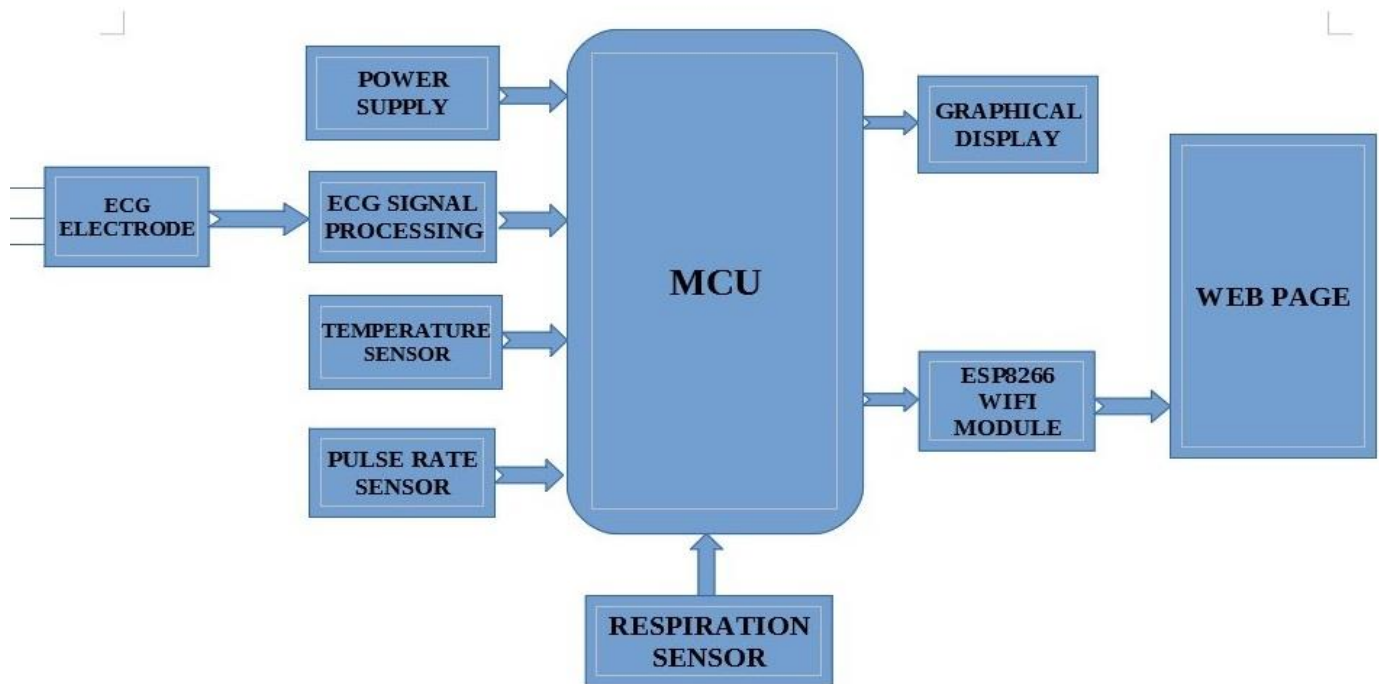 POWER
SUPPLY
ECG
ELECTRODE
ECG SIGNAL
PROCESSING
TEMPERATURE
SENSOR
PULSE RATE
SENSOR
MCU
RESPIRATION
SENSOR
GRAPHICAL
DISPLAY
ESP8266
WIFI
MODULE
WEB PAGE